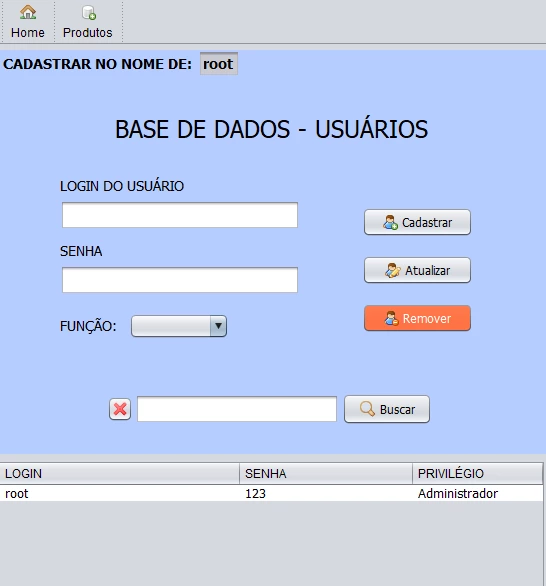 Home Produtos
CADASTRAR NO NOME DE: root
BASE DE DADOS - USUÁRIOS
LOGIN DO USUÁRIO
Cadastrar
SENHA
Atualizar
FUNÇÃO:
Remover
Buscar
LOGIN SENHA PRIVILÉGIO
root 123 Administrador